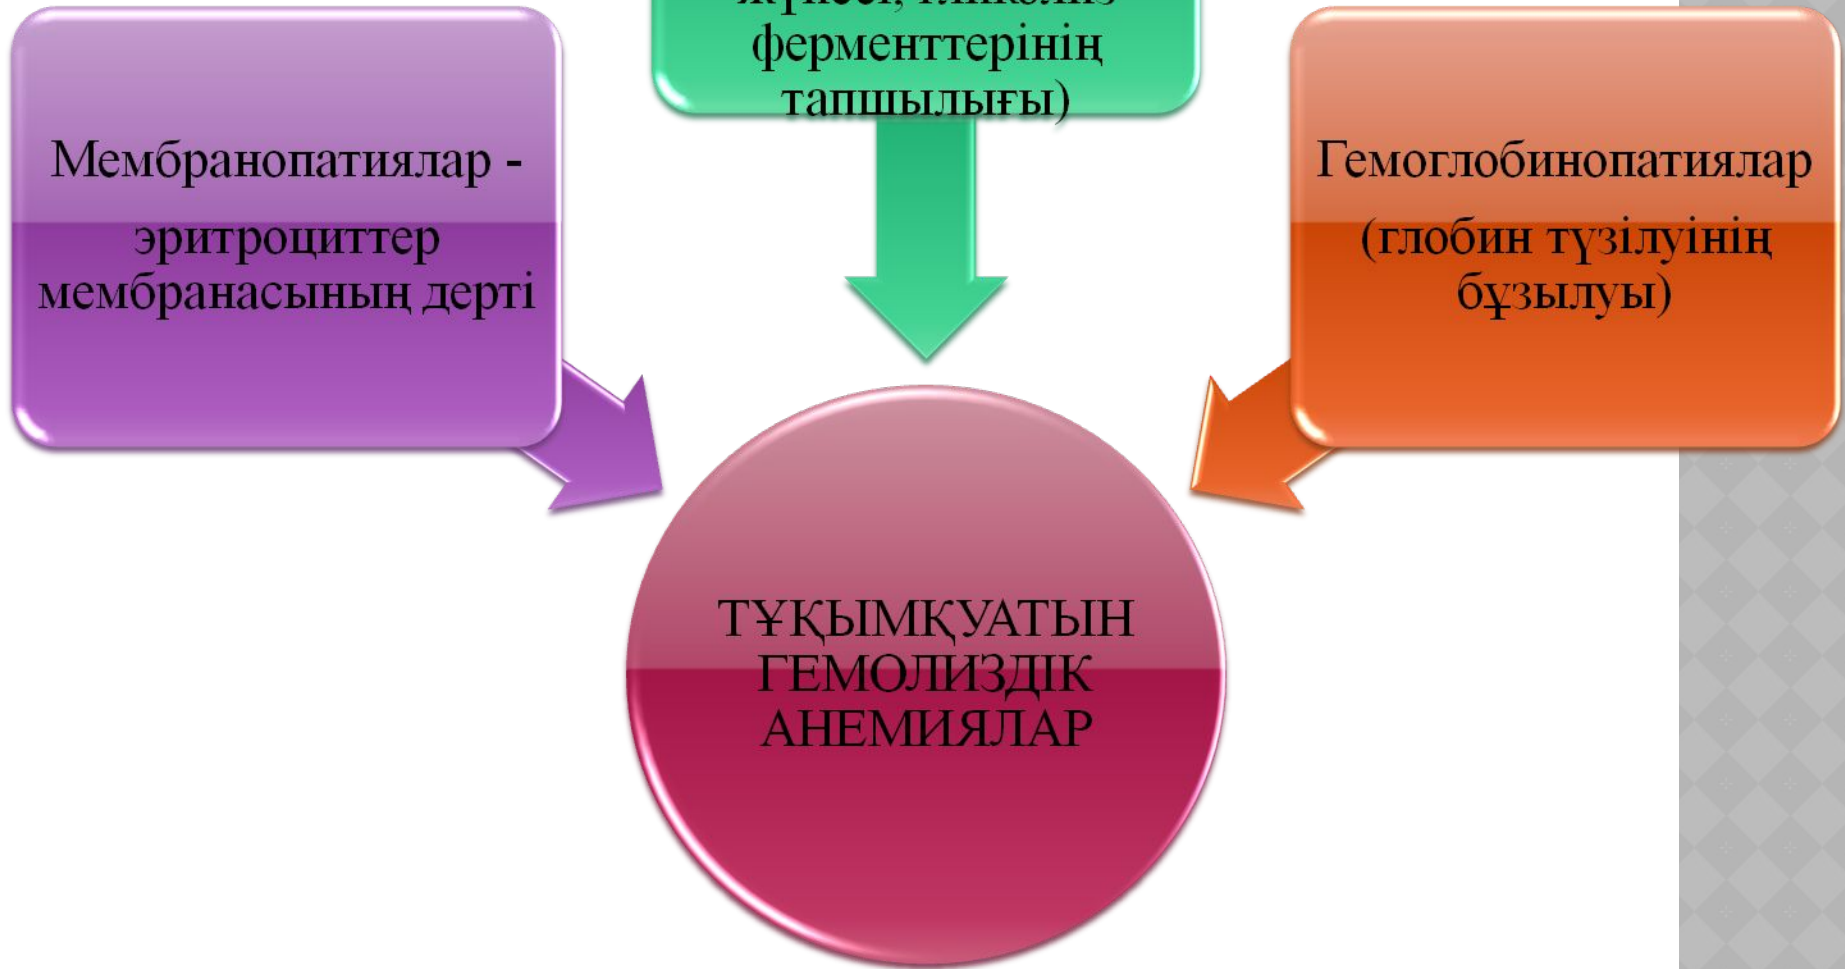 ферменттерінің
тапшылығы)
Мембранопатиялар -
эритроциттер
мембранасының дерті
Гемоглобинопатиялар
(глобин түзілуінің
бұзылуы)
ТҰҚЫМҚУАТЫН
ГЕМОЛИЗДІК
АНЕМИЯЛАР